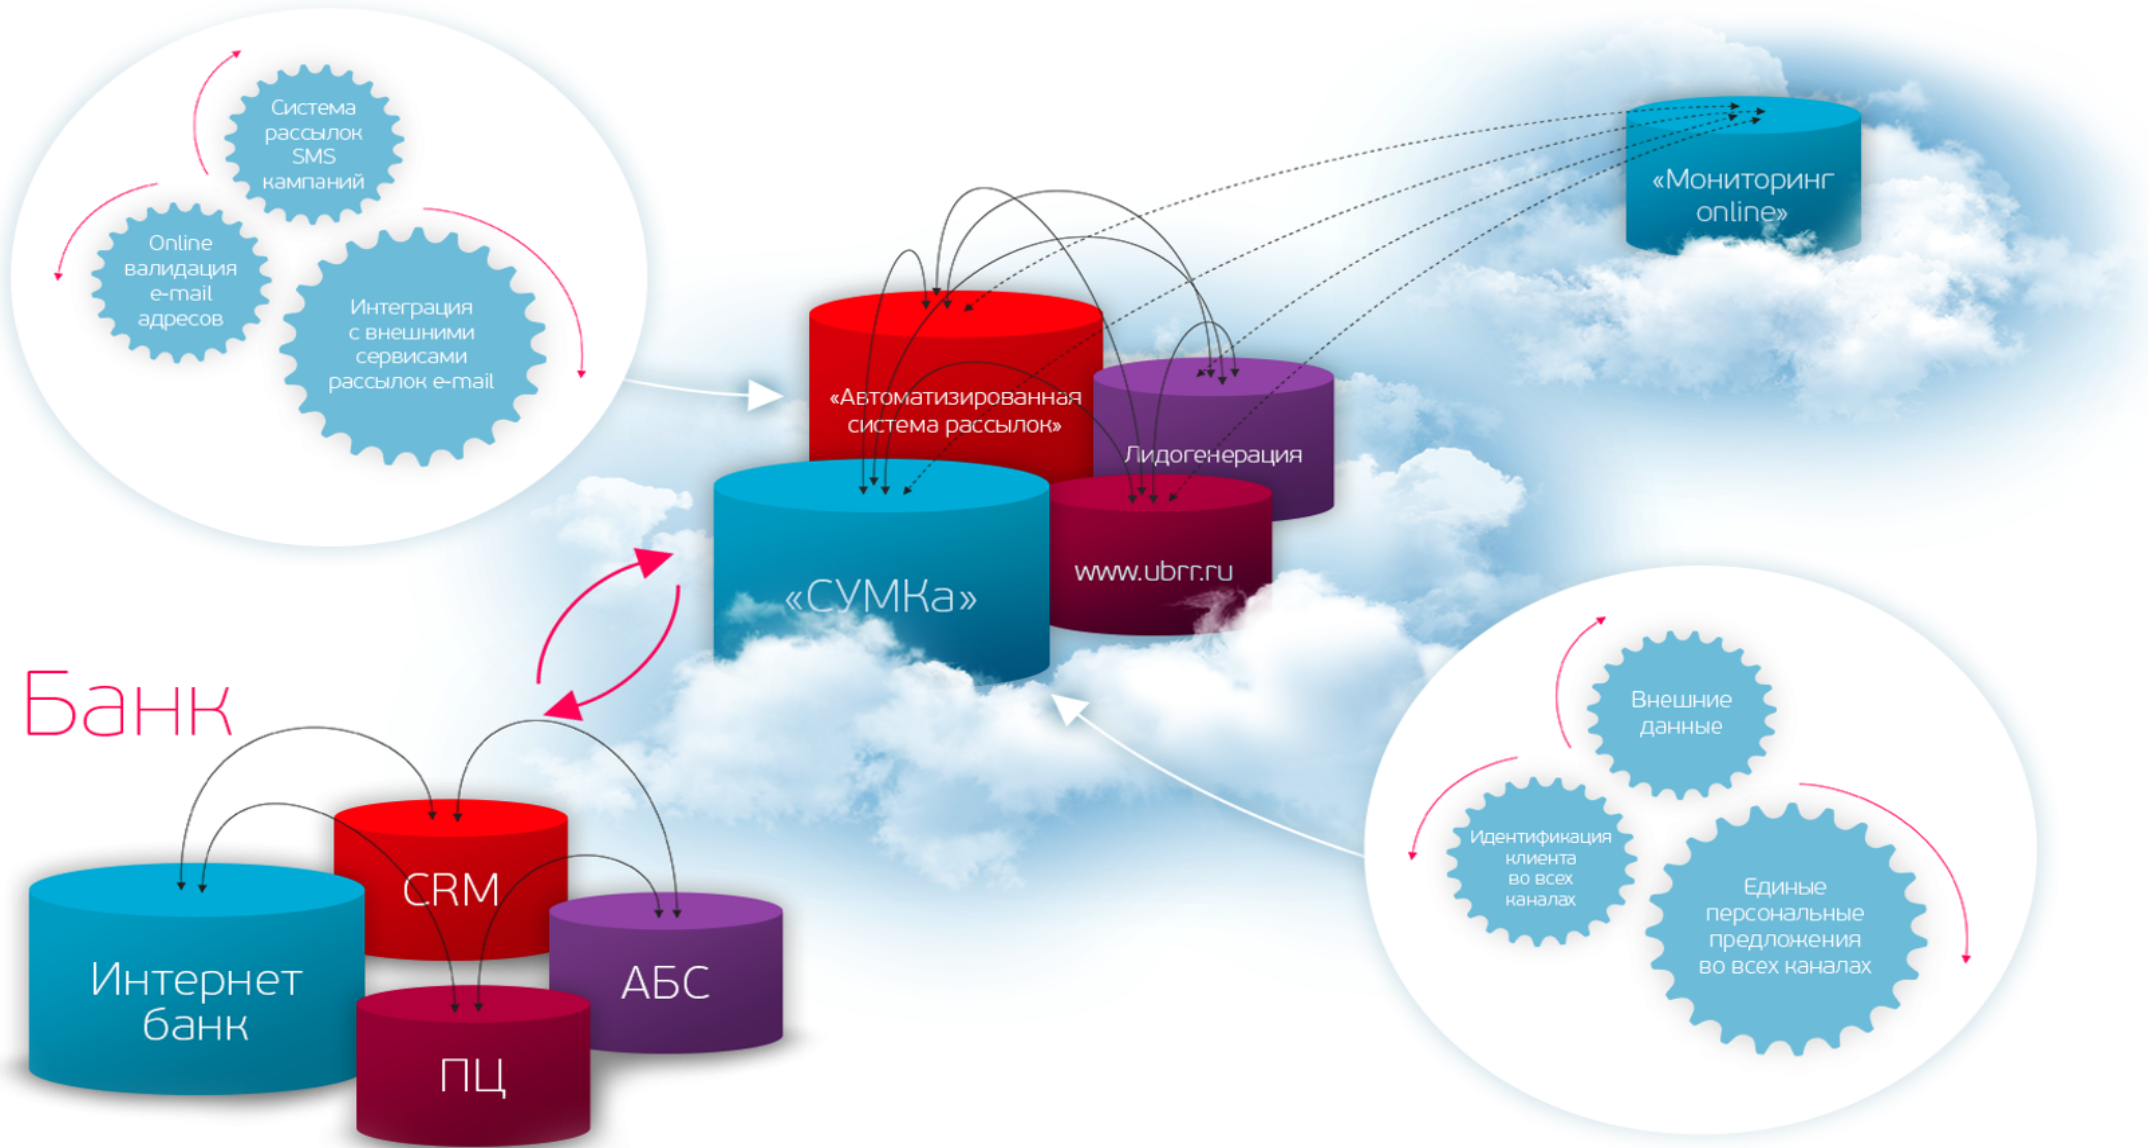 Система
рассылок
SMS
кампаний
Online
валидация
e-mail
адресов
Интеграция
с внешними
сервисами
рассылок e-mail
«Мониторинг
online»
«Автоматизированная
система рассылок»
Лидогенерация
«СУМКа»
www.ubrr.ru
Банк
CRM
Интернет
банк
АБС
ПЦ
Внешние
данные
Идентификация
клиента
во всех
каналах
Единые
персональные
предложения
во всех каналах